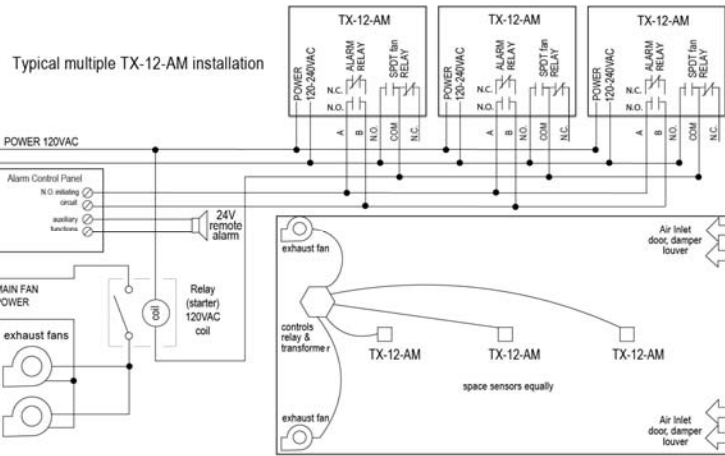 Typical multiple TX-12-AM installation
TX-12-AM
POWER
120-240VAC
ALARM
RELAY
SPDT fan
RELAY
N.C.
N.O.
A
B
N.O.
COM
N.C.
TX-12-AM
POWER
120-240VAC
ALARM
RELAY
SPDT fan
RELAY
N.C.
N.O.
A
B
N.O.
COM
N.C.
TX-12-AM
POWER
120-240VAC
ALARM
RELAY
SPDT fan
RELAY
N.C.
N.O.
A
B
N.O.
COM
N.C.
POWER 120VAC
Alarm Control Panel
N.O. initiating
circuit
auxiliary
functions
24V
remote
alarm
MAIN FAN
POWER
coil
Relay
(starter)
120VAC
coil
exhaust fans
exhaust fan
controls
relay &
transformer
exhaust fan
TX-12-AM
TX-12-AM
TX-12-AM
space sensors equally
Air Inlet
door, damper
louver
Air Inlet
door, damper
louver